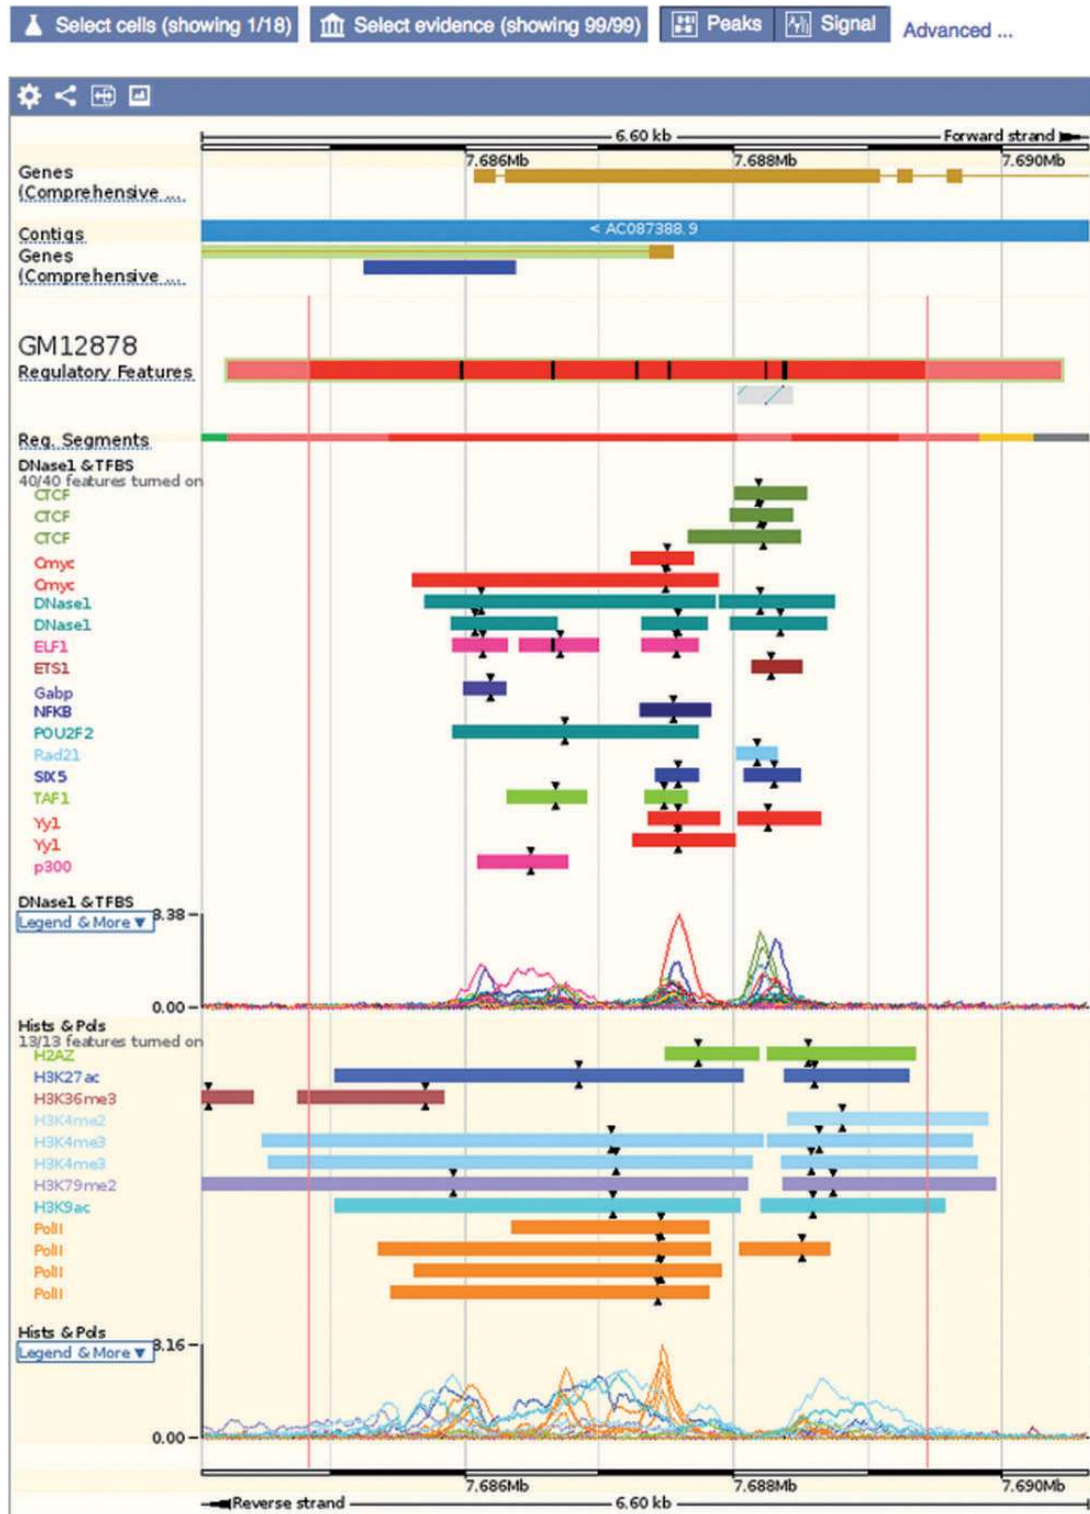 Select cells (showing 1/18) Select evidence (showing 99/99) Peaks Signal Advanced ...
6.60 kb Forward strand
7.686Mb 7.688Mb 7.690Mb
Genes
(Comprehensive ...
Contigs < AC087388.9
Genes
(Comprehensive ...
GM12878
Regulatory Features
Reg. Segments
DNase1 & TFBS
40/40 features turned on
CTCF
CTCF
CTCF
Cmyc
Cmyc
DNase1
DNase1
ELF1
ETS1
Gabp
NFKB
POU2F2
Rad21
SIX5
TAF1
Yy1
Yy1
p300
DNase1 & TFBS
Legend & More ▼ 8.38
0.00
Hists & Pols
13/13 features turned on
H2AZ
H3K27ac
H3K36me3
H3K4me2
H3K4me3
H3K4me3
H3K79me2
H3K9ac
PolII
PolII
PolII
PolII
Hists & Pols
Legend & More ▼ 8.16
0.00
7.686Mb 7.688Mb 7.690Mb
Reverse strand 6.60 kb